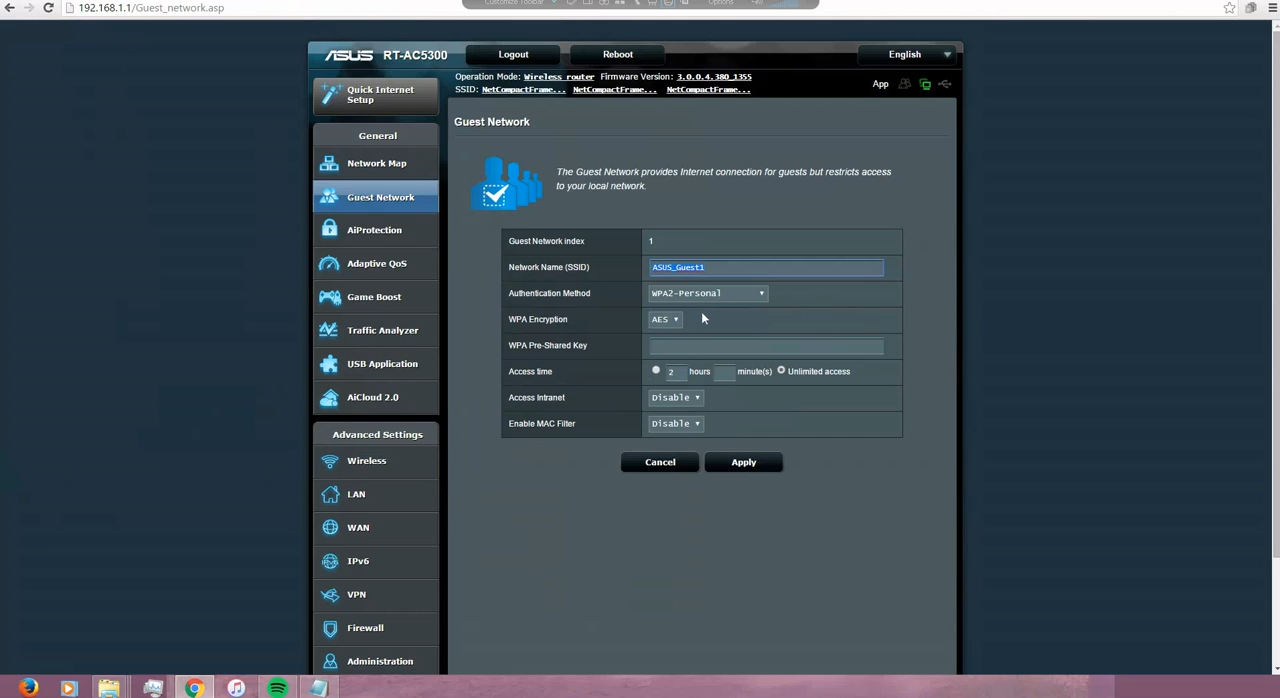 Customize Toolbar
Options
192.168.1.1/Guest_network.asp
ASUS RT-AC5300
Logout
Reboot
English
Operation Mode: Wireless router Firmware Version: 3.0.0.4.380_1355
SSID: NetCompactFrame... NetCompactFrame... NetCompactFrame...
App
Quick Internet
Setup
General
Network Map
Guest Network
AiProtection
Adaptive QoS
Game Boost
Traffic Analyzer
USB Application
AiCloud 2.0
Advanced Settings
Wireless
LAN
WAN
IPv6
VPN
Firewall
Administration
Guest Network
The Guest Network provides Internet connection for guests but restricts access
to your local network.
Guest Network index 1
Network Name (SSID) ASUS_Guest1
Authentication Method WPA2-Personal
WPA Encryption AES
WPA Pre-Shared Key
Access time 2 hours minute(s) Unlimited access
Access Intranet Disable
Enable MAC Filter Disable
Cancel Apply